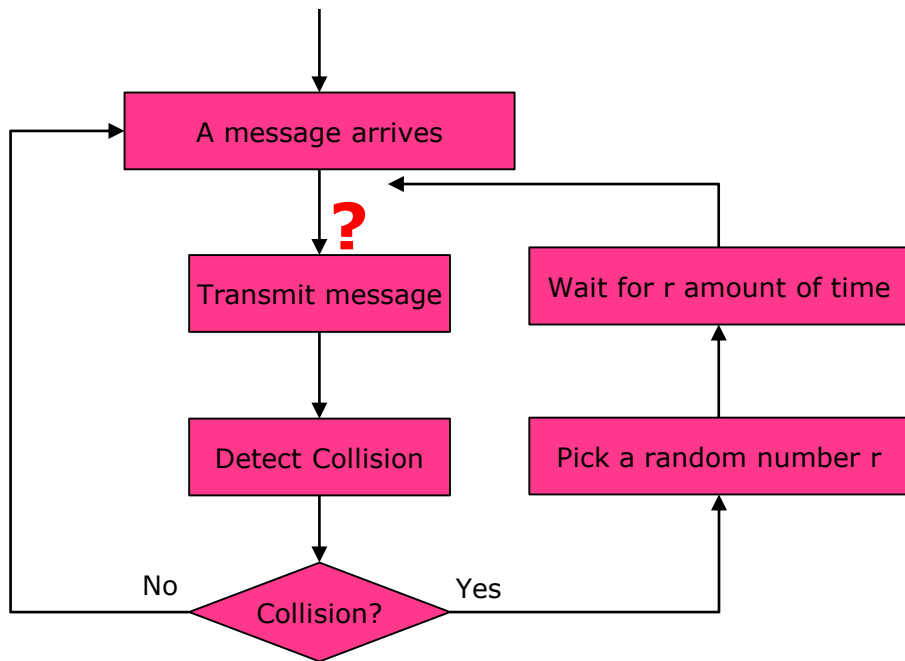 A message arrives
?
Transmit message
Wait for r amount of time
Detect Collision
Pick a random number r
No
Yes
Collision?